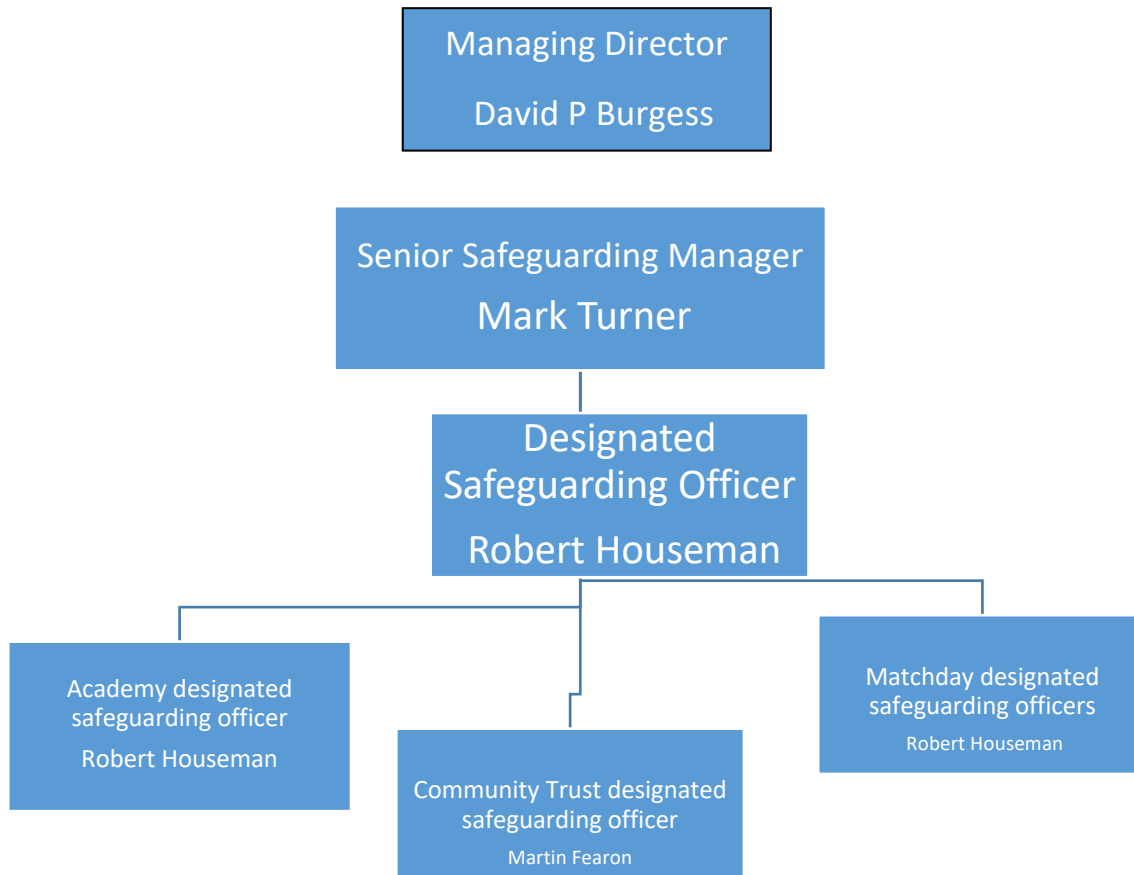 Managing Director
David P Burgess
Senior Safeguarding Manager
Mark Turner
Designated
Safeguarding Officer
Robert Houseman
Academy designated
safeguarding officer
Robert Houseman
Community Trust designated
safeguarding officer
Martin Fearon
Matchday designated
safeguarding officers
Robert Houseman